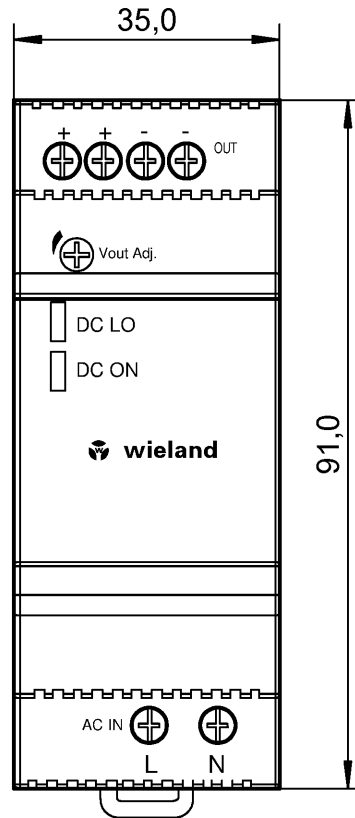 35,0
+ + - - OUT
Vout Adj.
DC LO
DC ON
wieland
91,0
AC IN
L N